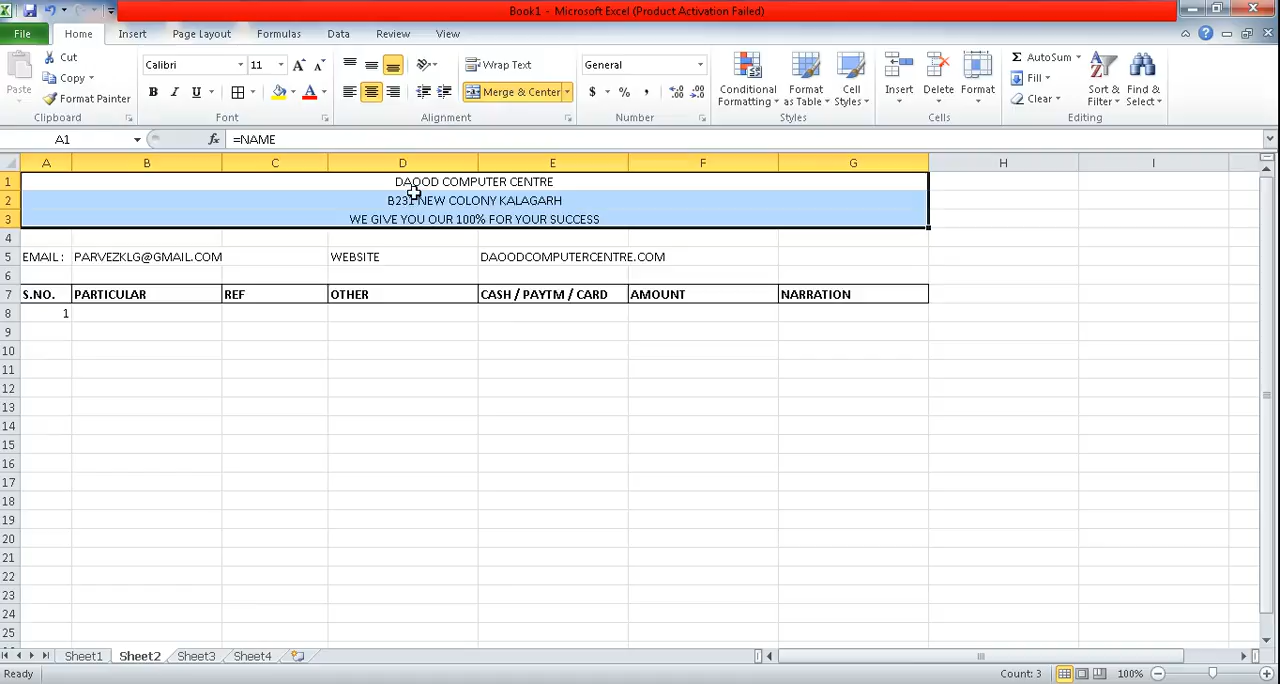 Book1 - Microsoft Excel (Product Activation Failed)
File Home Insert Page Layout Formulas Data Review View
Cut
Copy
Format Painter
Paste
Clipboard
Calibri 11
B I U
Font
Wrap Text
Merge & Center
Alignment
General
$ % ,
Number
Conditional Formatting
Format as Table
Cell Styles
Styles
Insert Delete Format
Cells
AutoSum
Fill
Clear
Sort & Filter
Find & Select
Editing
A1 fx =NAME
A B C D E F G H I
1 DAOOD COMPUTER CENTRE
2 B231 NEW COLONY KALAGARH
3 WE GIVE YOU OUR 100% FOR YOUR SUCCESS
4
5 EMAIL : PARVEZKLG@GMAIL.COM WEBSITE DAOODCOMPUTERCENTRE.COM
6
7 S.NO. PARTICULAR REF OTHER CASH / PAYTM / CARD AMOUNT NARRATION
8 1
9
10
11
12
13
14
15
16
17
18
19
20
21
22
23
24
25
Sheet1 Sheet2 Sheet3 Sheet4
Ready Count: 3 100%